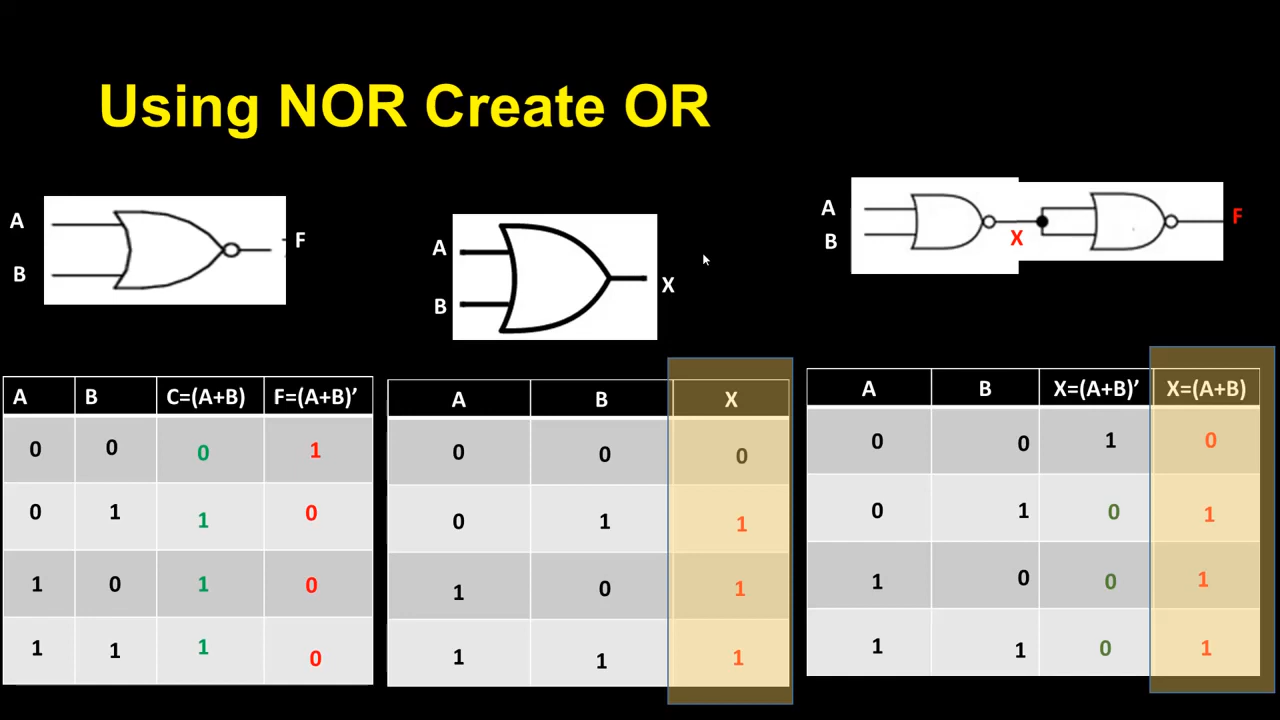 Using NOR Create OR
A
B
F
A
B
X
A
B
X
F
A B C=(A+B) F=(A+B)’
0 0 0 1
0 1 1 0
1 0 1 0
1 1 1 0
A B X
0 0 0
0 1 1
1 0 1
1 1 1
A B X=(A+B)’ X=(A+B)
0 0 1 0
0 1 0 1
1 0 0 1
1 1 0 1